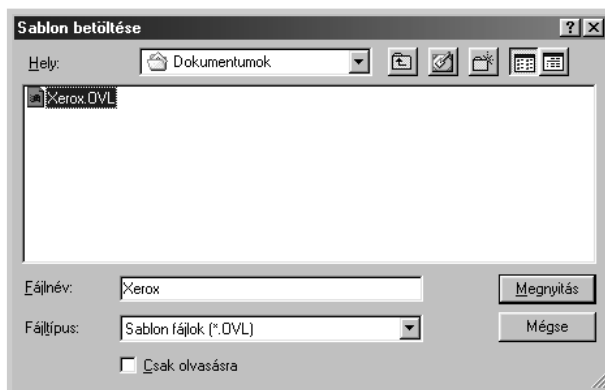 Sablon betöltése
Hely: Dokumentumok
Xerox.OVL
Fájlnév: Xerox Megnyitás
Fájltípus: Sablon fájlok (*.OVL) Mégse
Csak olvasásra